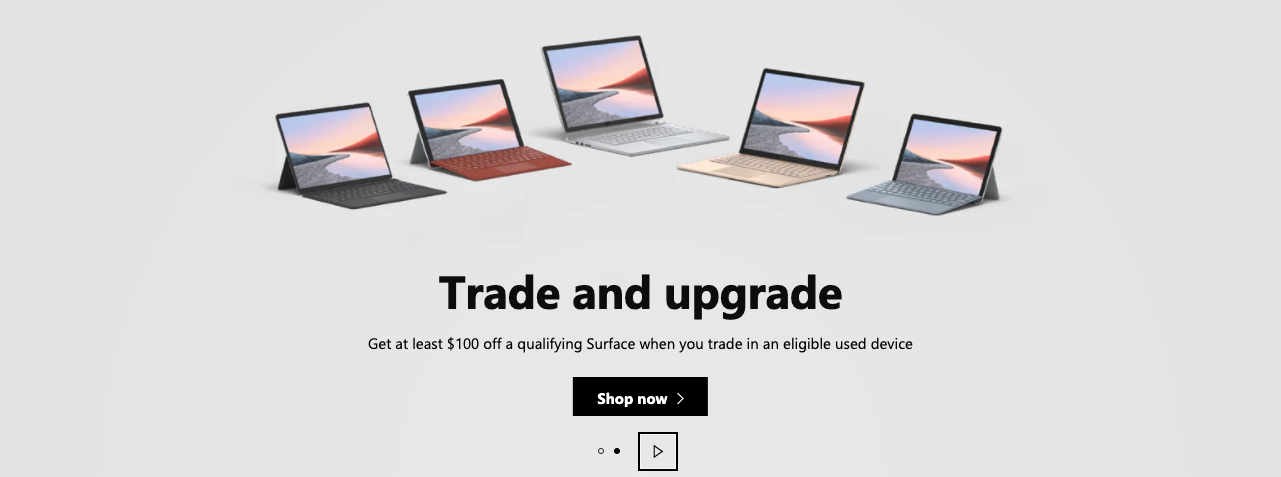 Trade and upgrade
Get at least $100 off a qualifying Surface when you trade in an eligible used device
Shop now